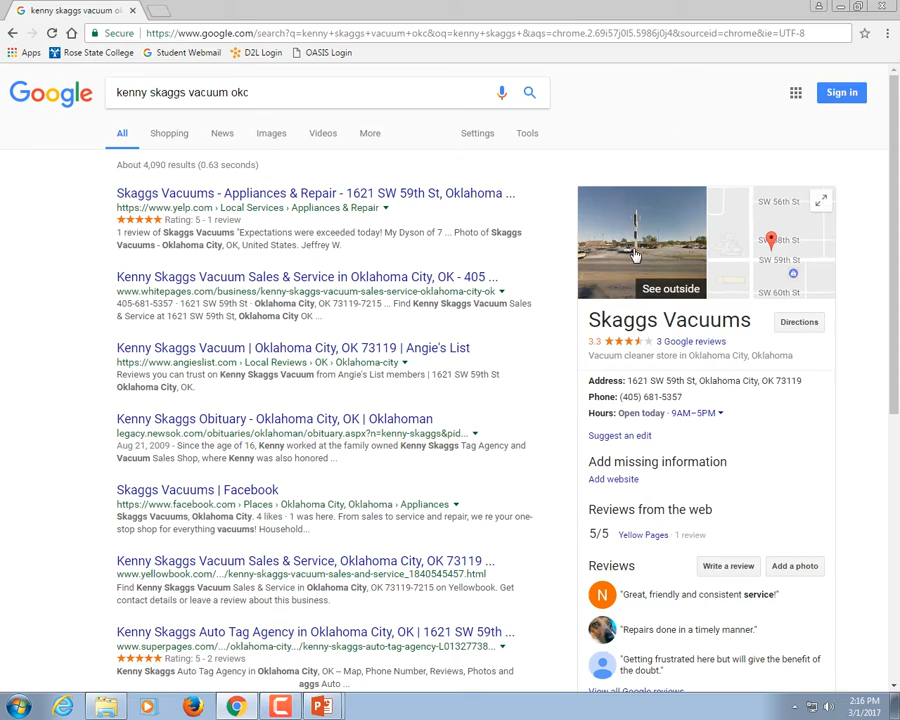 kenny skaggs vacuum ok
Secure
https://www.google.com/search?q=kenny+skaggs+vacuum+okc&oq=kenny+skaggs+&aqs=chrome.2.69i57j0l5.5986j0j4&sourceid=chrome&ie=UTF-8
Apps Rose State College Student Webmail D2L Login OASIS Login
Google
kenny skaggs vacuum okc
Sign in
All Shopping News Images Videos More Settings Tools
About 4,090 results (0.63 seconds)
Skaggs Vacuums - Appliances & Repair - 1621 SW 59th St, Oklahoma ...
https://www.yelp.com › Local Services › Appliances & Repair
Rating: 5 - 1 review
1 review of Skaggs Vacuums "Expectations were exceeded today! My Dyson of 7 ... Photo of Skaggs
Vacuums - Oklahoma City, OK, United States. Jeffrey W.
Kenny Skaggs Vacuum Sales & Service in Oklahoma City, OK - 405 ...
www.whitepages.com/business/kenny-skaggs-vacuum-sales-service-oklahoma-city-ok
405-681-5357 · 1621 SW 59th St · Oklahoma City, OK 73119-7215 ... Find Kenny Skaggs Vacuum Sales
& Service at 1621 SW 59th St, Oklahoma City OK ...
Kenny Skaggs Vacuum | Oklahoma City, OK 73119 | Angie's List
https://www.angieslist.com › Local Reviews › OK › Oklahoma-city
Reviews you can trust on Kenny Skaggs Vacuum from Angie's List members | 1621 SW 59th St
Oklahoma City, OK.
Kenny Skaggs Obituary - Oklahoma City, OK | Oklahoman
legacy.newsok.com/obituaries/oklahoman/obituary.aspx?n=kenny-skaggs&pid...
Aug 21, 2009 - Since the age of 16, Kenny worked at the family owned Kenny Skaggs Tag Agency and
Vacuum Sales Shop, where Kenny was also honored ...
Skaggs Vacuums | Facebook
https://www.facebook.com › Places › Oklahoma City, Oklahoma › Appliances
Skaggs Vacuums, Oklahoma City. 4 likes · 1 was here. From sales to service and repair, we re your one-
stop shop for everything vacuums! Household...
Kenny Skaggs Vacuum Sales & Service, Oklahoma City, OK 73119 ...
www.yellowbook.com/.../kenny-skaggs-vacuum-sales-and-service_1840545457.html
Find Kenny Skaggs Vacuum Sales & Service in Oklahoma City, OK 73119-7215 on Yellowbook. Get
contact details or leave a review about this business.
Kenny Skaggs Auto Tag Agency in Oklahoma City, OK | 1621 SW 59th ...
www.superpages.com/.../oklahoma-city.../kenny-skaggs-auto-tag-agency-L01327738...
Rating: 5 - 2 reviews
Kenny Skaggs Auto Tag Agency in Oklahoma City, OK -- Map, Phone Number, Reviews, Photos and
aggs Auto ...
See outside
SW 56th St
SW 58th St
SW 59th St
SW 60th St
Skaggs Vacuums
Directions
3.3 3 Google reviews
Vacuum cleaner store in Oklahoma City, Oklahoma
Address: 1621 SW 59th St, Oklahoma City, OK 73119
Phone: (405) 681-5357
Hours: Open today · 9AM–5PM
Suggest an edit
Add missing information
Add website
Reviews from the web
5/5 Yellow Pages · 1 review
Reviews
Write a review
Add a photo
N
"Great, friendly and consistent service!"
"Repairs done in a timely manner."
"Getting frustrated here but will give the benefit of
the doubt."
View all Google reviews
2:16 PM
3/1/2017